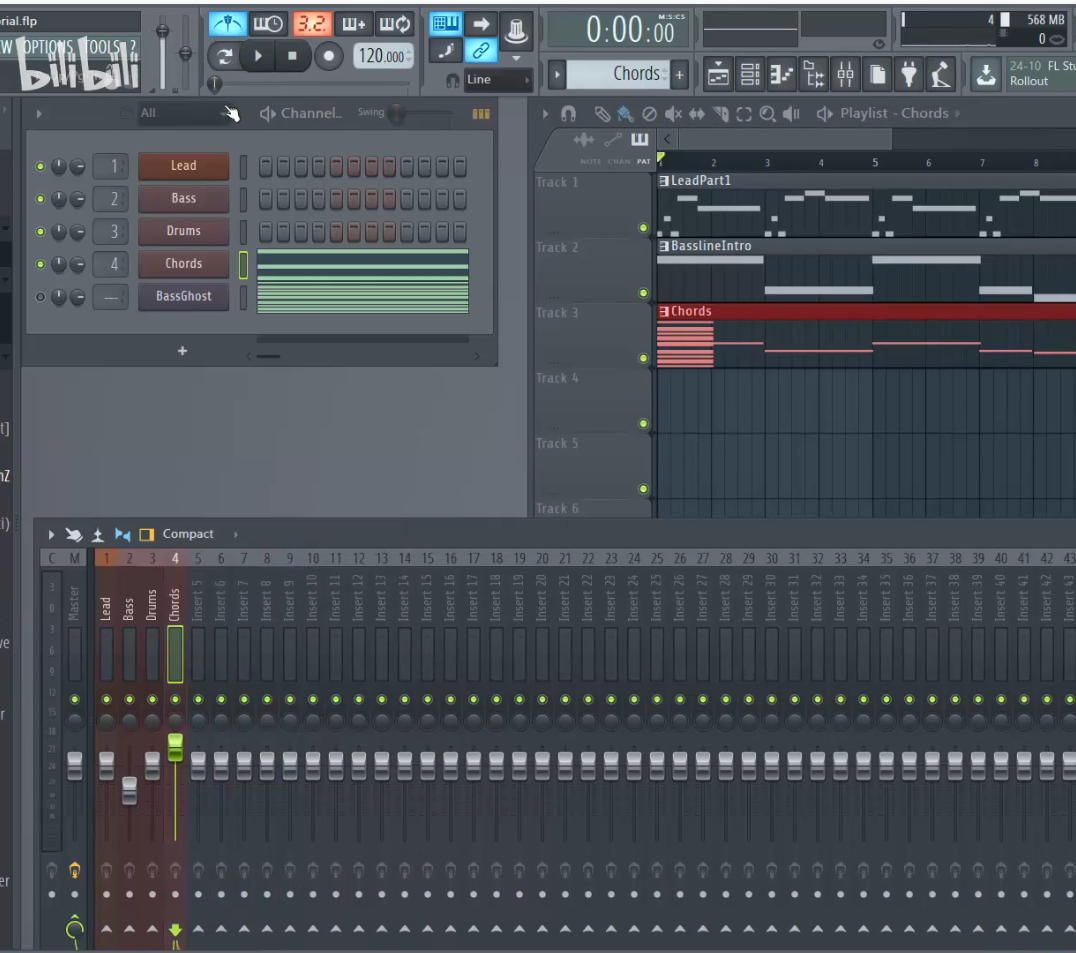 rial.flp
EW OPTIONS TOOLS ?
bilibili
3.2.
120.000
Line
0:00:00
M:S:CS
Chords
+
4
568 MB
0
24-10 FL Stu
Rollout
All
Channel..
Swing
1 Lead
2 Bass
3 Drums
4 Chords
--- BassGhost
+
Playlist - Chords
NOTE CHAN PAT
2 3 4 5 6 7 8
Track 1
LeadPart1
Track 2
BasslineIntro
Track 3
Chords
Track 4
Track 5
Track 6
t]
nZ
i)
ve
r
er
Compact
C M 1 2 3 4 5 6 7 8 9 10 11 12 13 14 15 16 17 18 19 20 21 22 23 24 25 26 27 28 29 30 31 32 33 34 35 36 37 38 39 40 41 42 43
Master Lead Bass Drums Chords Insert 5 Insert 6 Insert 7 Insert 8 Insert 9 Insert 10 Insert 11 Insert 12 Insert 13 Insert 14 Insert 15 Insert 16 Insert 17 Insert 18 Insert 19 Insert 20 Insert 21 Insert 22 Insert 23 Insert 24 Insert 25 Insert 26 Insert 27 Insert 28 Insert 29 Insert 30 Insert 31 Insert 32 Insert 33 Insert 34 Insert 35 Insert 36 Insert 37 Insert 38 Insert 39 Insert 40 Insert 41 Insert 42 Insert 43
3
0
3
6
9
12
15
18
21
24